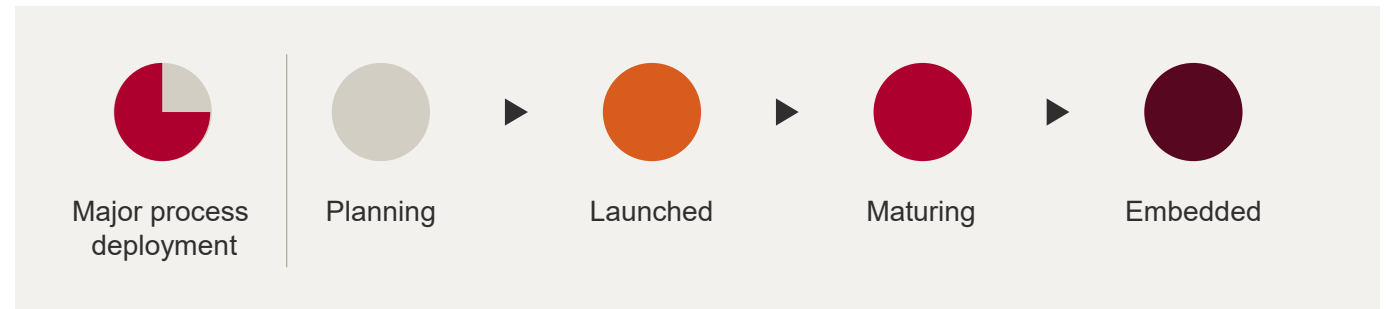 Major process
deployment
Planning
Launched
Maturing
Embedded